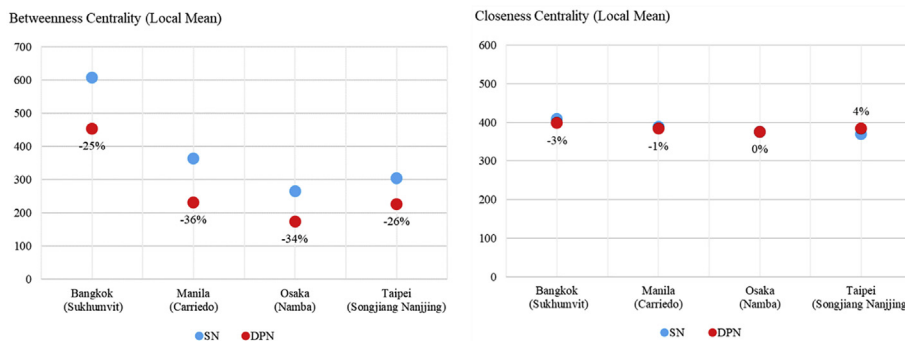 Betweenness Centrality (Local Mean)
700
600
500
400
300
200
100
0
-25%
-36%
-34%
-26%
Bangkok
(Sukhumvit)
Manila
(Carriedo)
Osaka
(Namba)
Taipei
(Songjiang Nanjjing)
SN
DPN
Closeness Centrality (Local Mean)
600
500
400
300
200
100
0
-3%
-1%
0%
4%
Bangkok
(Sukhumvit)
Manila
(Carriedo)
Osaka
(Namba)
Taipei
(Songjiang Nanjjing)
SN
DPN